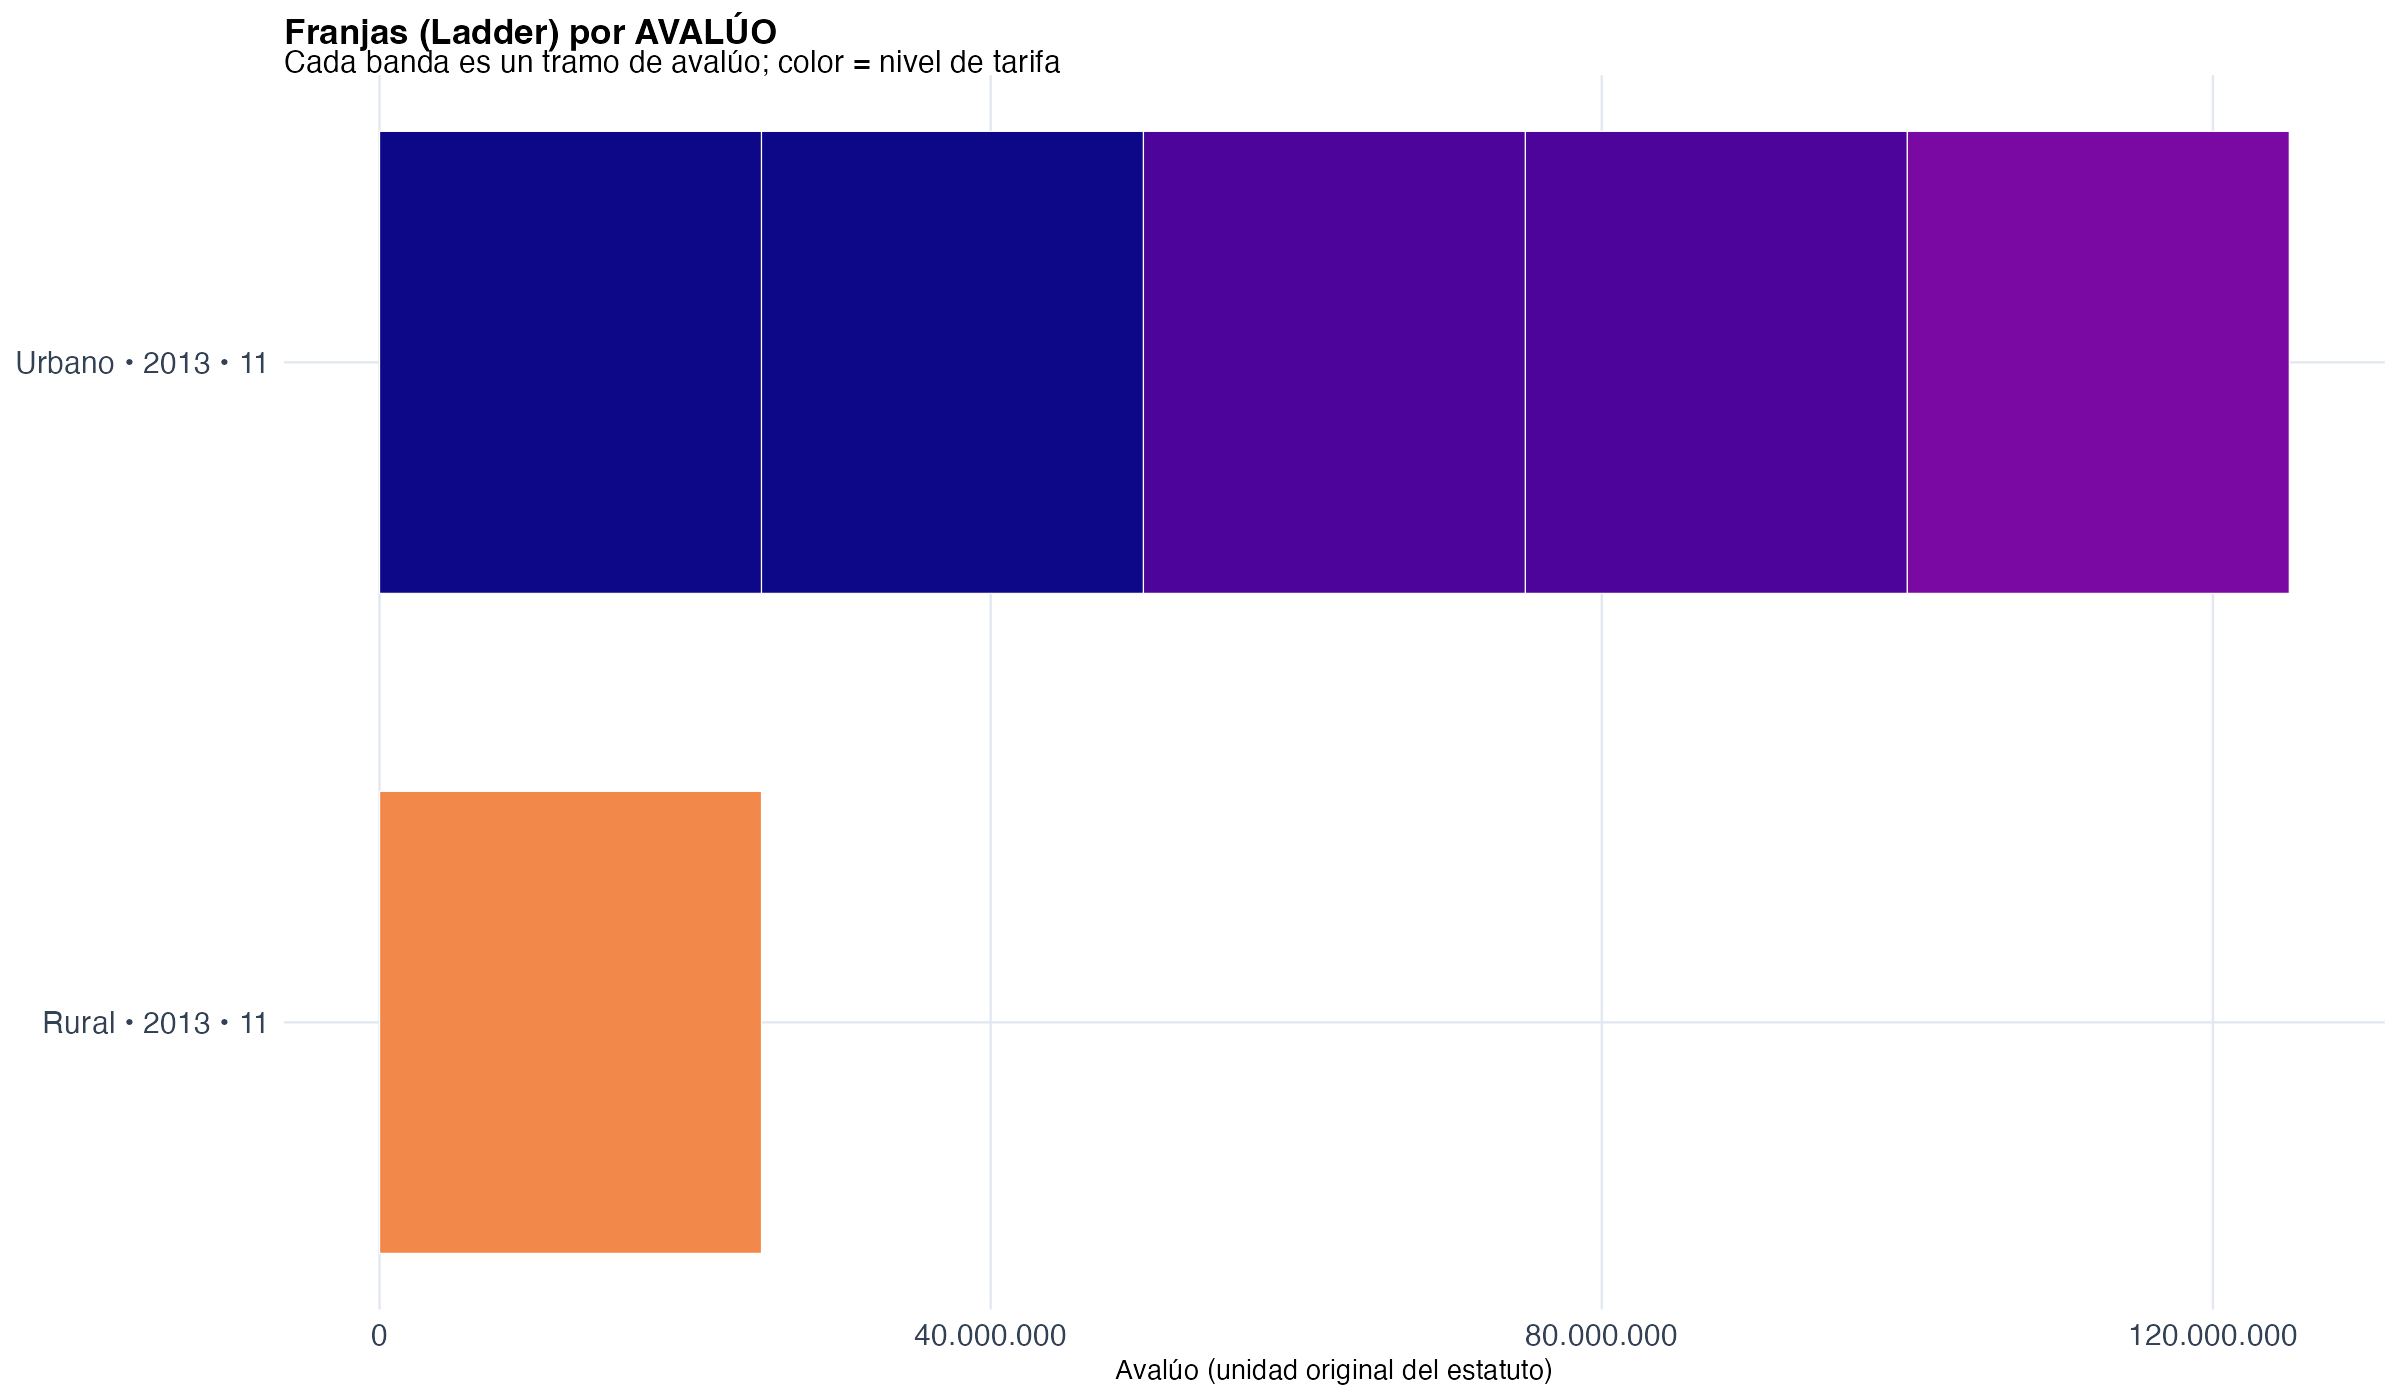 Franjas (Ladder) por AVALÚO
Cada banda es un tramo de avalúo; color = nivel de tarifa
Urbano • 2013 • 11
Rural • 2013 • 11
0 40.000.000 80.000.000 120.000.000
Avalúo (unidad original del estatuto)